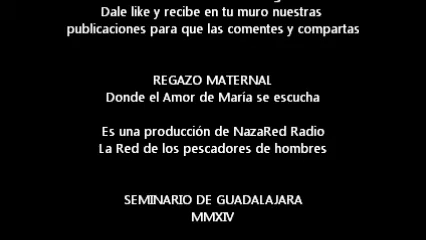 Dale like y recibe en tu muro nuestras
publicaciones para que las comentes y compartas
REGAZO MATERNAL
Donde el Amor de María se escucha
Es una producción de NazaRed Radio
La Red de los pescadores de hombres
SEMINARIO DE GUADALAJARA
MMXIV